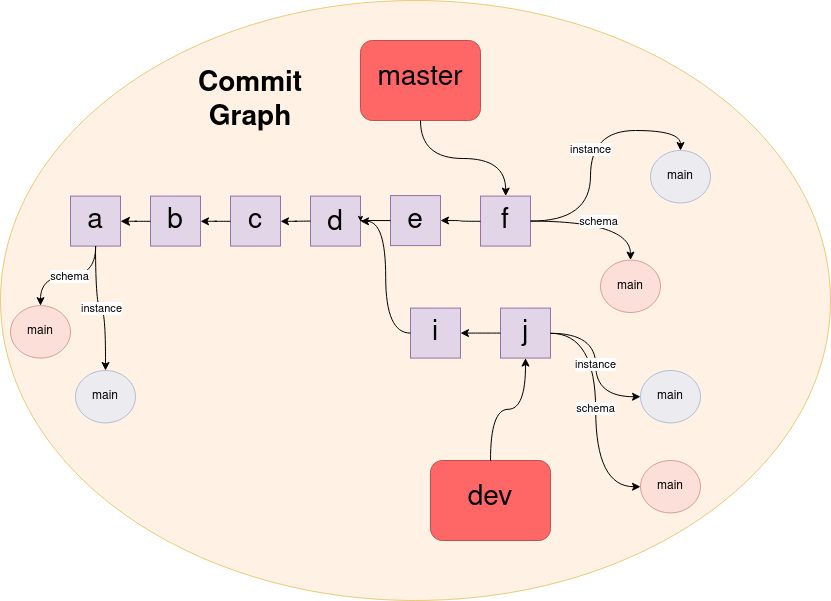 Commit
Graph
master
instance
main
a
b
c
d
e
f
schema
main
schema
main
instance
main
i
j
instance
main
schema
main
dev